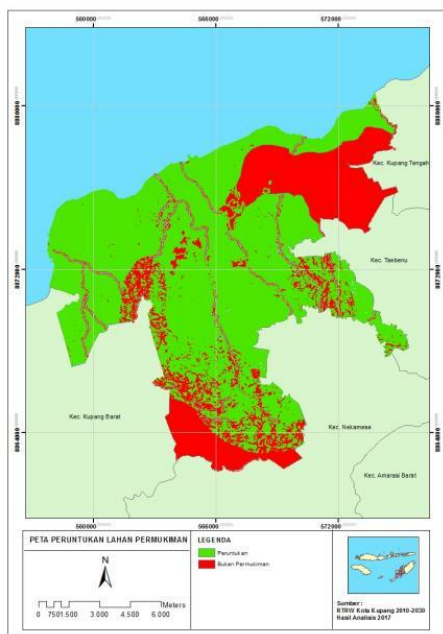 560000 566000 572000
8880000
8880000
Kec. Kupang Tengah
Kec. Taebenu
Kec. Kupang Barat
Kec. Nekamese
Kec. Amarasi Barat
560000 566000 572000
PETA PERUNTUKAN LAHAN PERMUKIMAN
N
0 750 1.500 3.000 4.500 6.000 Meters
LEGENDA
Peruntukan
Bukan Permukiman
Sumber :
RTRW Kota Kupang 2010-2030
Hasil Analisis 2017